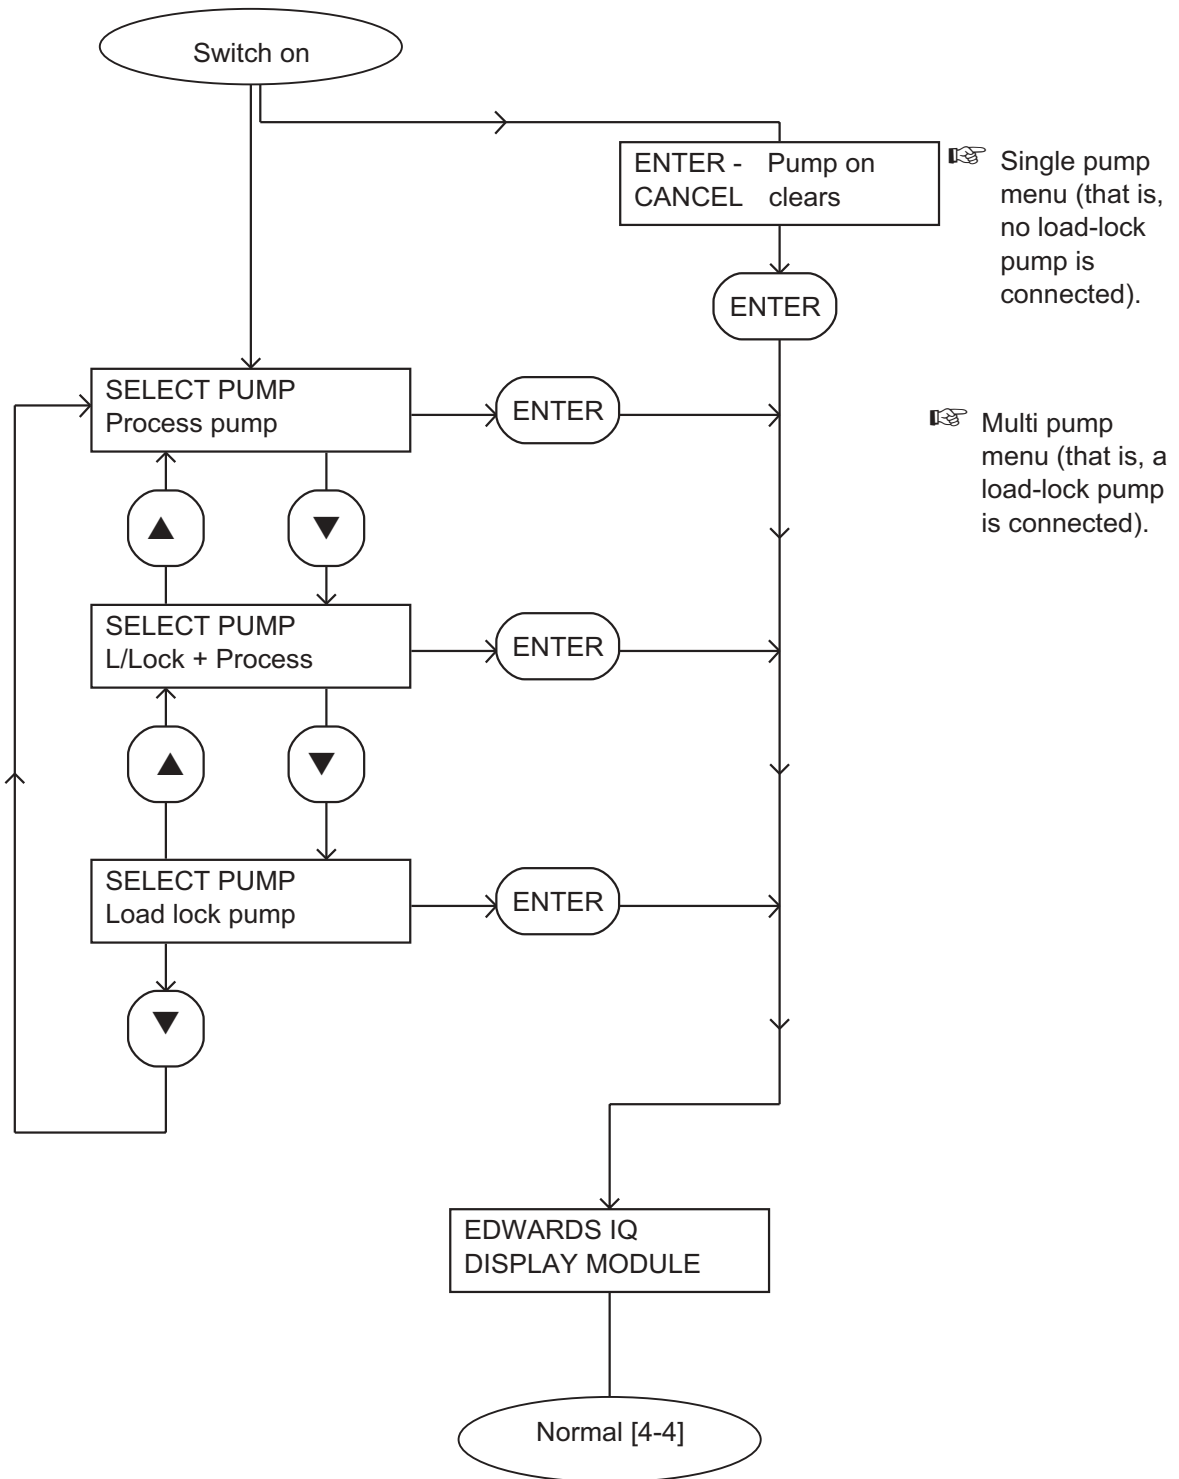 Switch on
ENTER - Pump on
CANCEL clears
☞ Single pump
menu (that is,
no load-lock
pump is
connected).
ENTER
SELECT PUMP
Process pump
ENTER
☞ Multi pump
menu (that is, a
load-lock pump
is connected).
▲ ▼
SELECT PUMP
L/Lock + Process
ENTER
▲ ▼
SELECT PUMP
Load lock pump
ENTER
▼
EDWARDS IQ
DISPLAY MODULE
Normal [4-4]